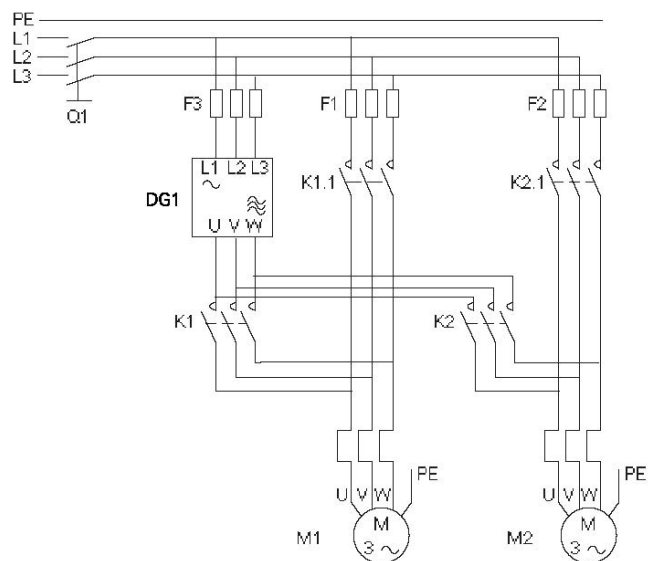 PE
L1
L2
L3
Q1
F3 F1 F2
L1 L2 L3
DG1
U V W
K1.1 K2.1
K1 K2
PE PE
U V W U V W
M1 M 3 ~ M2 M 3 ~